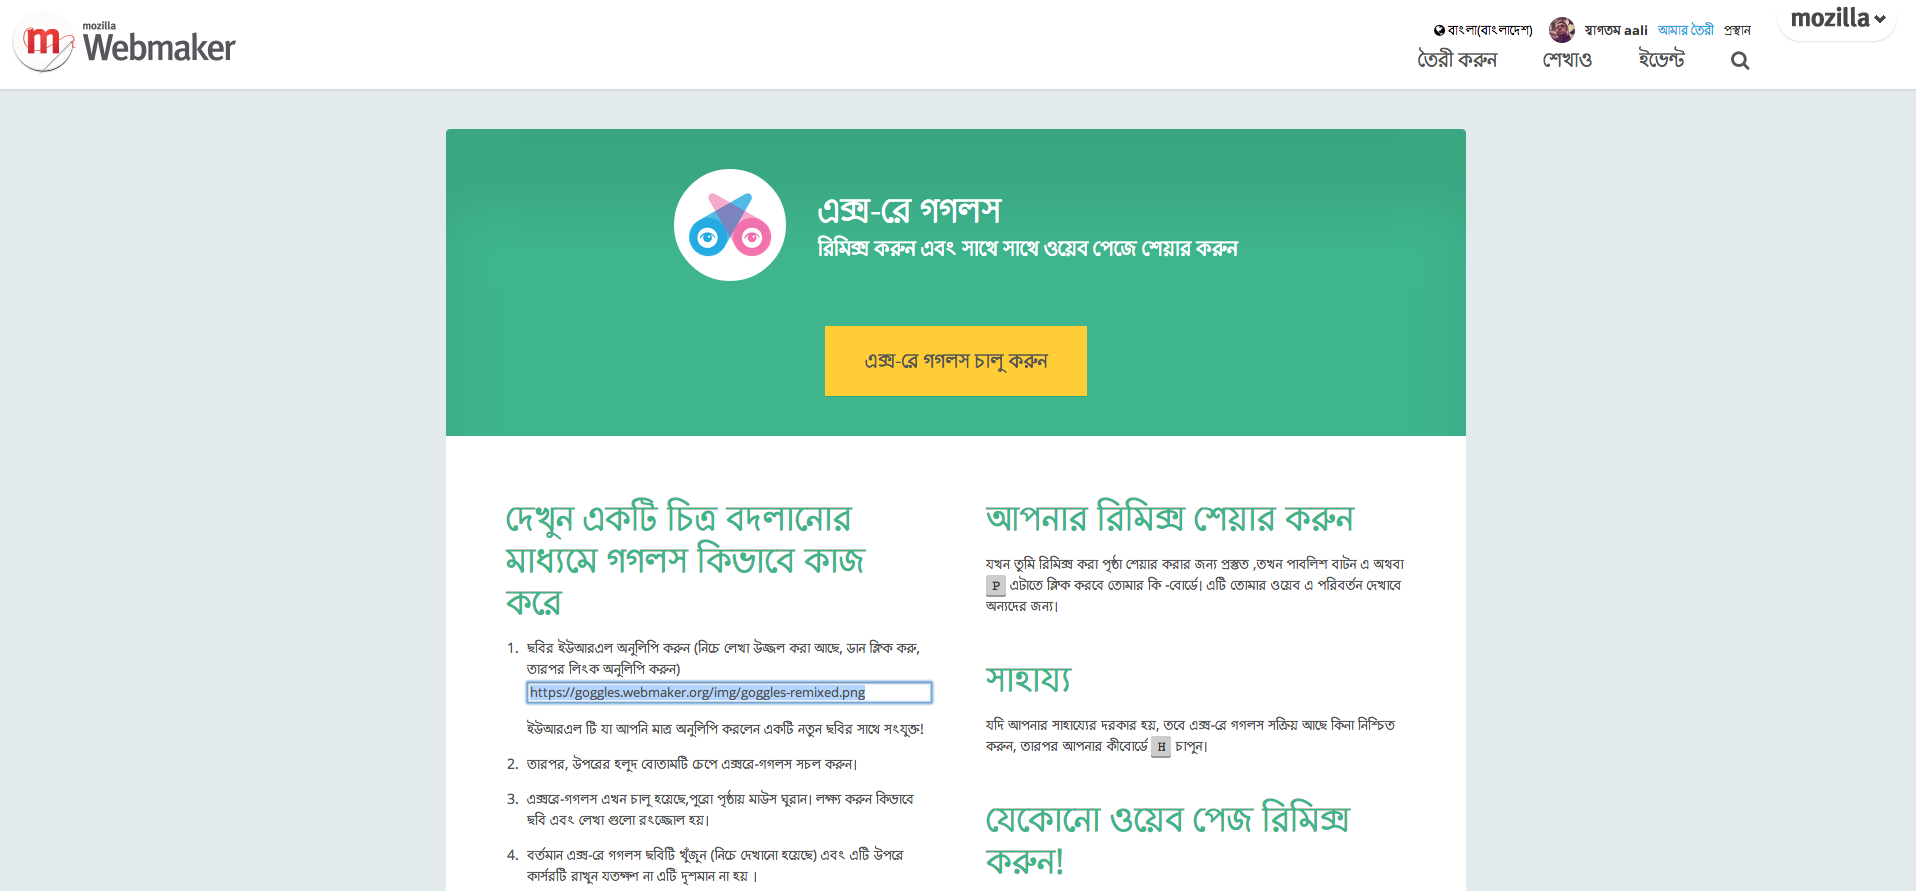 mozilla
Webmaker
বাংলা(বাংলাদেশ)
স্বাগতম aali
আমার তৈরী
প্রস্থান
mozilla
তৈরী করুন
শেখাও
ইভেন্ট
এক্স-রে গগলস
রিমিক্স করুন এবং সাথে সাথে ওয়েব পেজে শেয়ার করুন
এক্স-রে গগলস চালু করুন
দেখুন একটি চিত্র বদলানোর
মাধ্যমে গগলস কিভাবে কাজ
করে
1. ছবির ইউআরএল অনুলিপি করুন (নিচে লেখা উজ্জল করা আছে, ডান ক্লিক করু,
তারপর লিংক অনুলিপি করুন)
https://goggles.webmaker.org/img/goggles-remixed.png
ইউআরএল টি যা আপনি মাত্র অনুলিপি করলেন একটি নতুন ছবির সাথে সংযুক্ত!
2. তারপর, উপরের হলুদ বোতামটি চেপে এক্সরে-গগলস সচল করুন।
3. এক্সরে-গগলস এখন চালু হয়েছে,পুরো পৃষ্ঠায় মাউস ঘুরান। লক্ষ্য করুন কিভাবে
ছবি এবং লেখা গুলো রংজ্জোল হয়।
4. বর্তমান এক্স-রে গগলস ছবিটি খুঁজুন (নিচে দেখানো হয়েছে) এবং এটি উপরে
কার্সরটি রাখুন যতক্ষণ না এটি দৃশমান না হয় ।
আপনার রিমিক্স শেয়ার করুন
যখন তুমি রিমিক্স করা পৃষ্ঠা শেয়ার করার জন্য প্রস্তুত ,তখন পাবলিশ বাটন এ অথবা
P এটাতে ক্লিক করবে তোমার কি -বোর্ডে। এটি তোমার ওয়েব এ পরিবর্তন দেখাবে
অন্যদের জন্য।
সাহায্য
যদি আপনার সাহায্যের দরকার হয়, তবে এক্স-রে গগলস সক্রিয় আছে কিনা নিশ্চিত
করুন, তারপর আপনার কীবোর্ডে H চাপুন।
যেকোনো ওয়েব পেজ রিমিক্স
করুন!